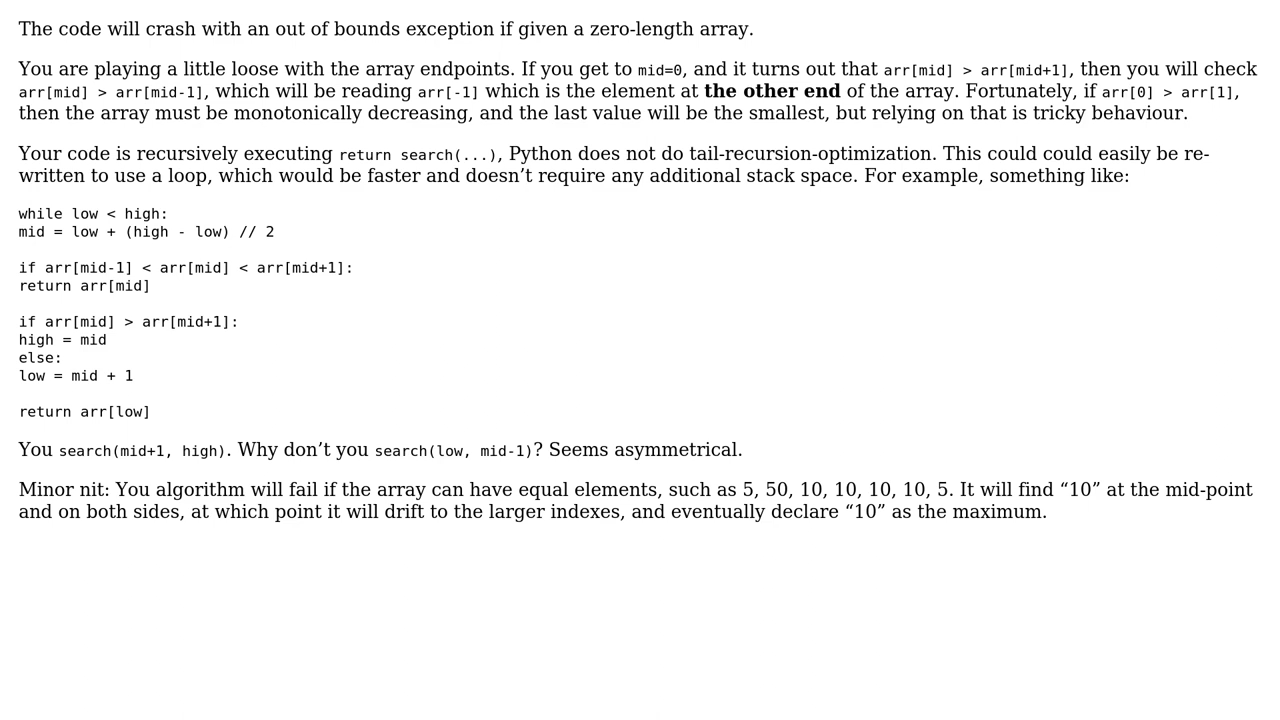 The code will crash with an out of bounds exception if given a zero-length array.
You are playing a little loose with the array endpoints. If you get to mid=0, and it turns out that arr[mid] > arr[mid+1], then you will check
arr[mid] > arr[mid-1], which will be reading arr[-1] which is the element at the other end of the array. Fortunately, if arr[0] > arr[1],
then the array must be monotonically decreasing, and the last value will be the smallest, but relying on that is tricky behaviour.
Your code is recursively executing return search(...), Python does not do tail-recursion-optimization. This could could easily be re-
written to use a loop, which would be faster and doesn’t require any additional stack space. For example, something like:
while low < high:
mid = low + (high - low) // 2
if arr[mid-1] < arr[mid] < arr[mid+1]:
return arr[mid]
if arr[mid] > arr[mid+1]:
high = mid
else:
low = mid + 1
return arr[low]
You search(mid+1, high). Why don’t you search(low, mid-1)? Seems asymmetrical.
Minor nit: You algorithm will fail if the array can have equal elements, such as 5, 50, 10, 10, 10, 10, 5. It will find “10” at the mid-point
and on both sides, at which point it will drift to the larger indexes, and eventually declare “10” as the maximum.